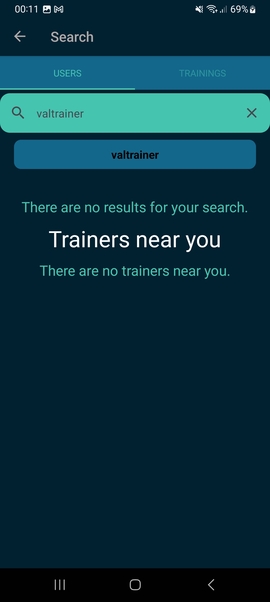 00:11 69%
Search
USERS TRAININGS
valtrainer
valtrainer
There are no results for your search.
Trainers near you
There are no trainers near you.